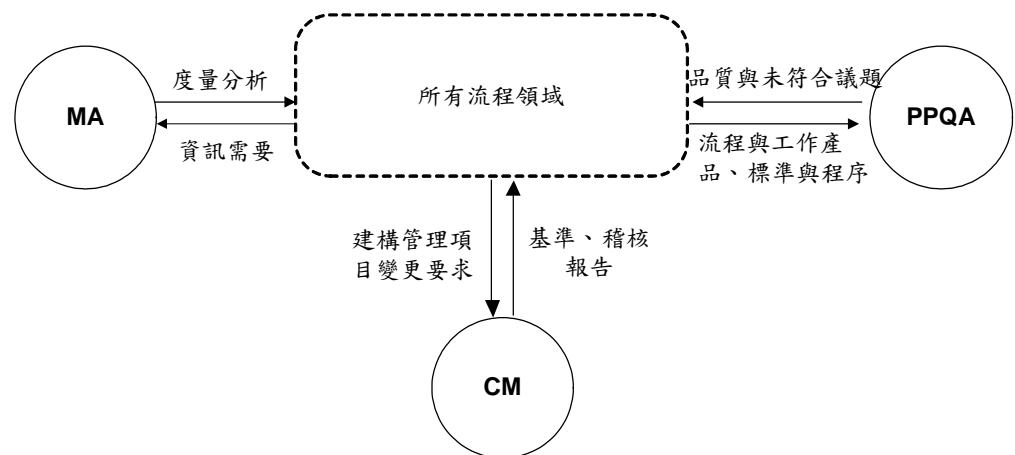 度量分析
MA
資訊需要
所有流程領域
品質與未符合議題
PPQA
流程與工作產
品、標準與程序
建構管理項
目變更要求
基準、稽核
報告
CM